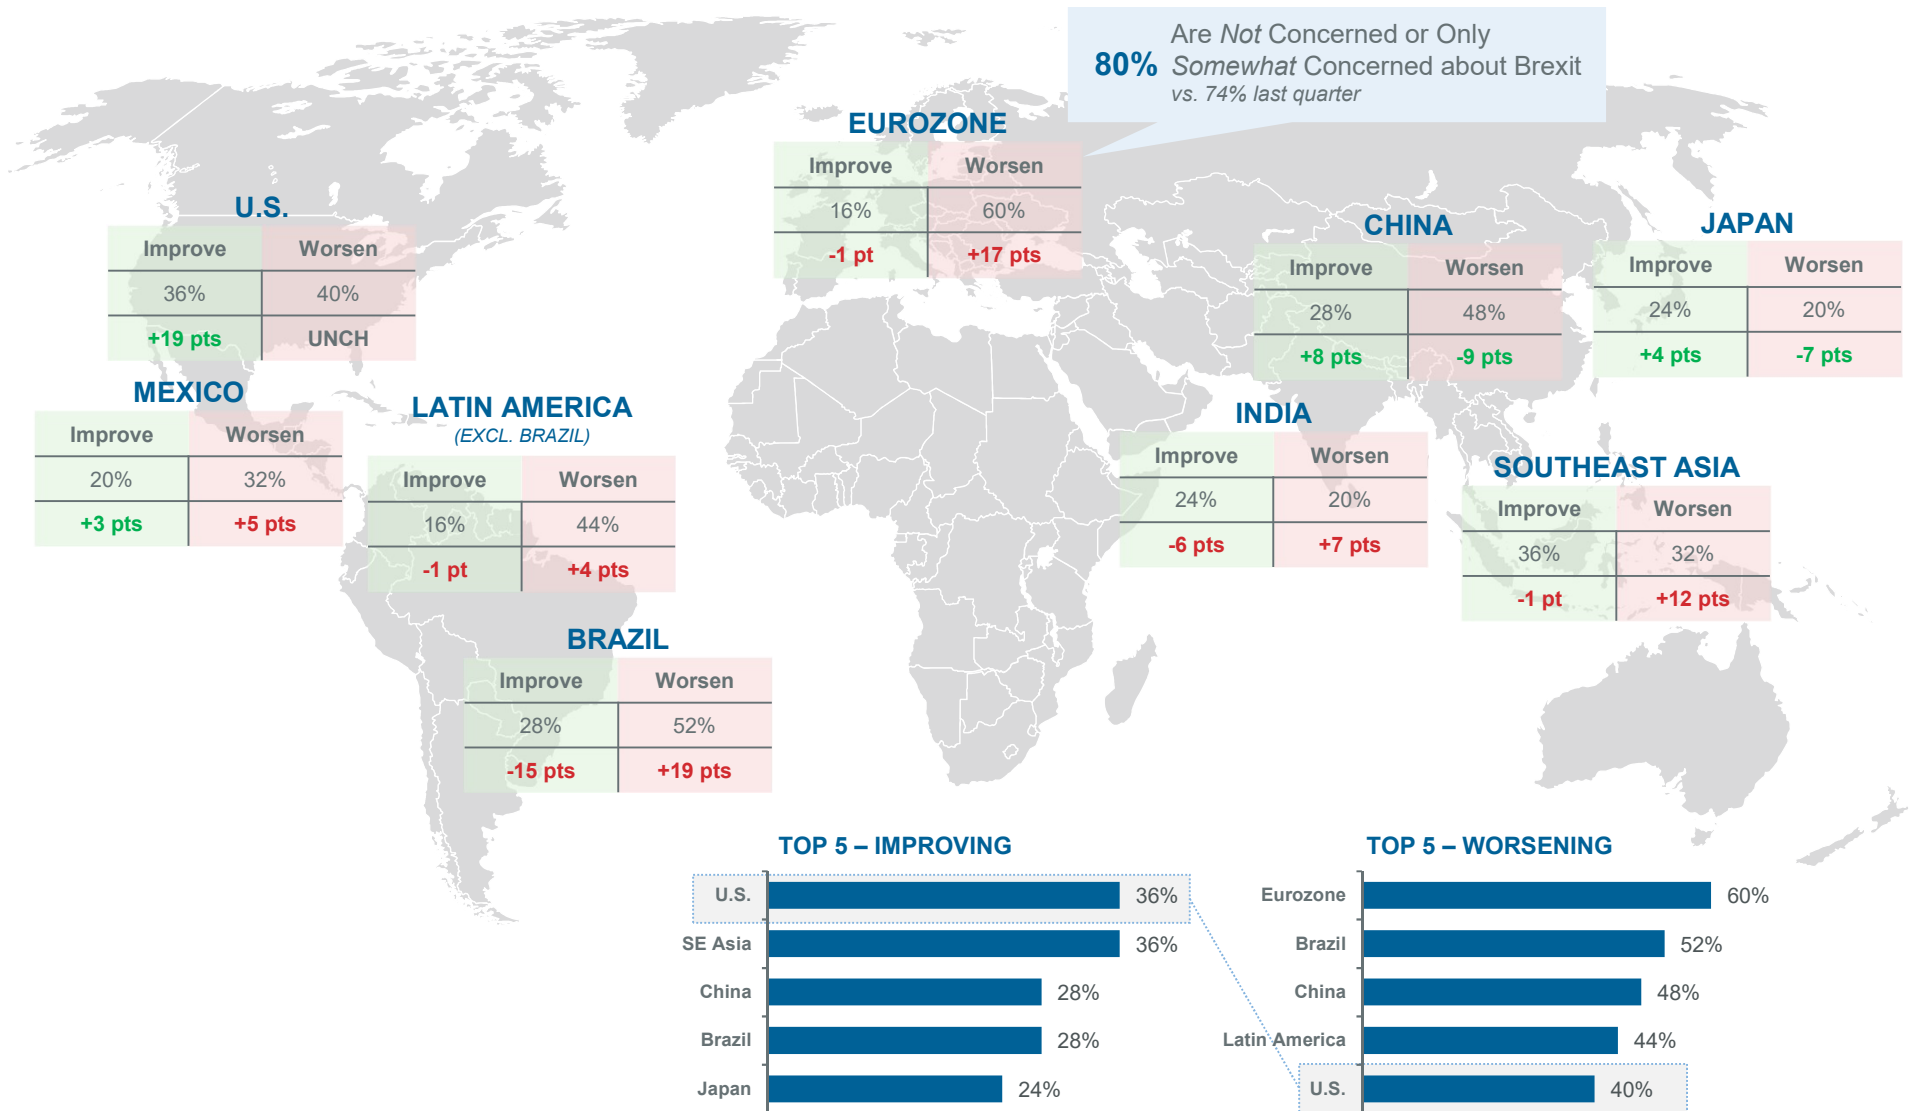 80%
Are Not Concerned or Only
Somewhat Concerned about Brexit
vs. 74% last quarter
EUROZONE
Improve Worsen
16% 60%
-1 pt +17 pts
U.S.
Improve Worsen
36% 40%
+19 pts UNCH
CHINA
Improve Worsen
28% 48%
+8 pts -9 pts
JAPAN
Improve Worsen
24% 20%
+4 pts -7 pts
MEXICO
Improve Worsen
20% 32%
+3 pts +5 pts
LATIN AMERICA
(EXCL. BRAZIL)
Improve Worsen
16% 44%
-1 pt +4 pts
INDIA
Improve Worsen
24% 20%
-6 pts +7 pts
SOUTHEAST ASIA
Improve Worsen
36% 32%
-1 pt +12 pts
BRAZIL
Improve Worsen
28% 52%
-15 pts +19 pts
TOP 5 – IMPROVING
U.S. 36%
SE Asia 36%
China 28%
Brazil 28%
Japan 24%
TOP 5 – WORSENING
Eurozone 60%
Brazil 52%
China 48%
Latin America 44%
U.S. 40%